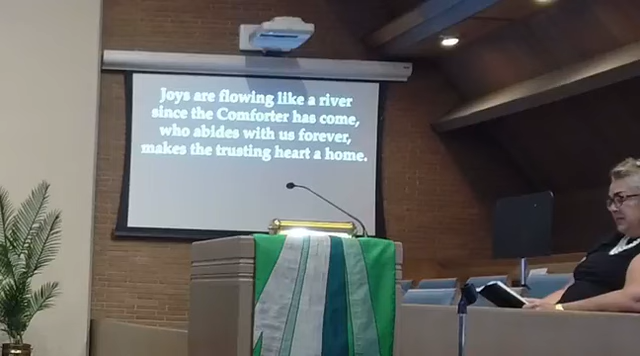 Joys are flowing like a river
since the Comforter has come,
who abides with us forever,
makes the trusting heart a home.